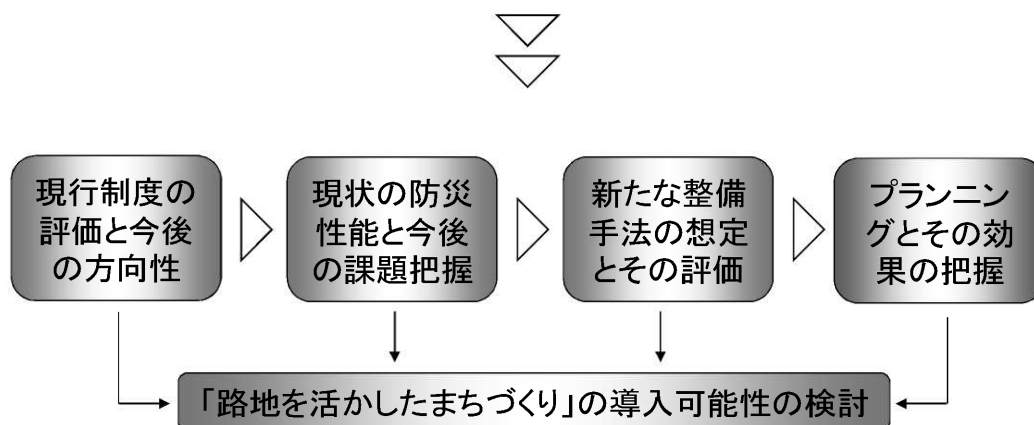 現行制度の
評価と今後
の方向性
現状の防災
性能と今後
の課題把握
新たな整備
手法の想定
とその評価
プランニン
グとその効
果の把握
「路地を活かしたまちづくり」の導入可能性の検討